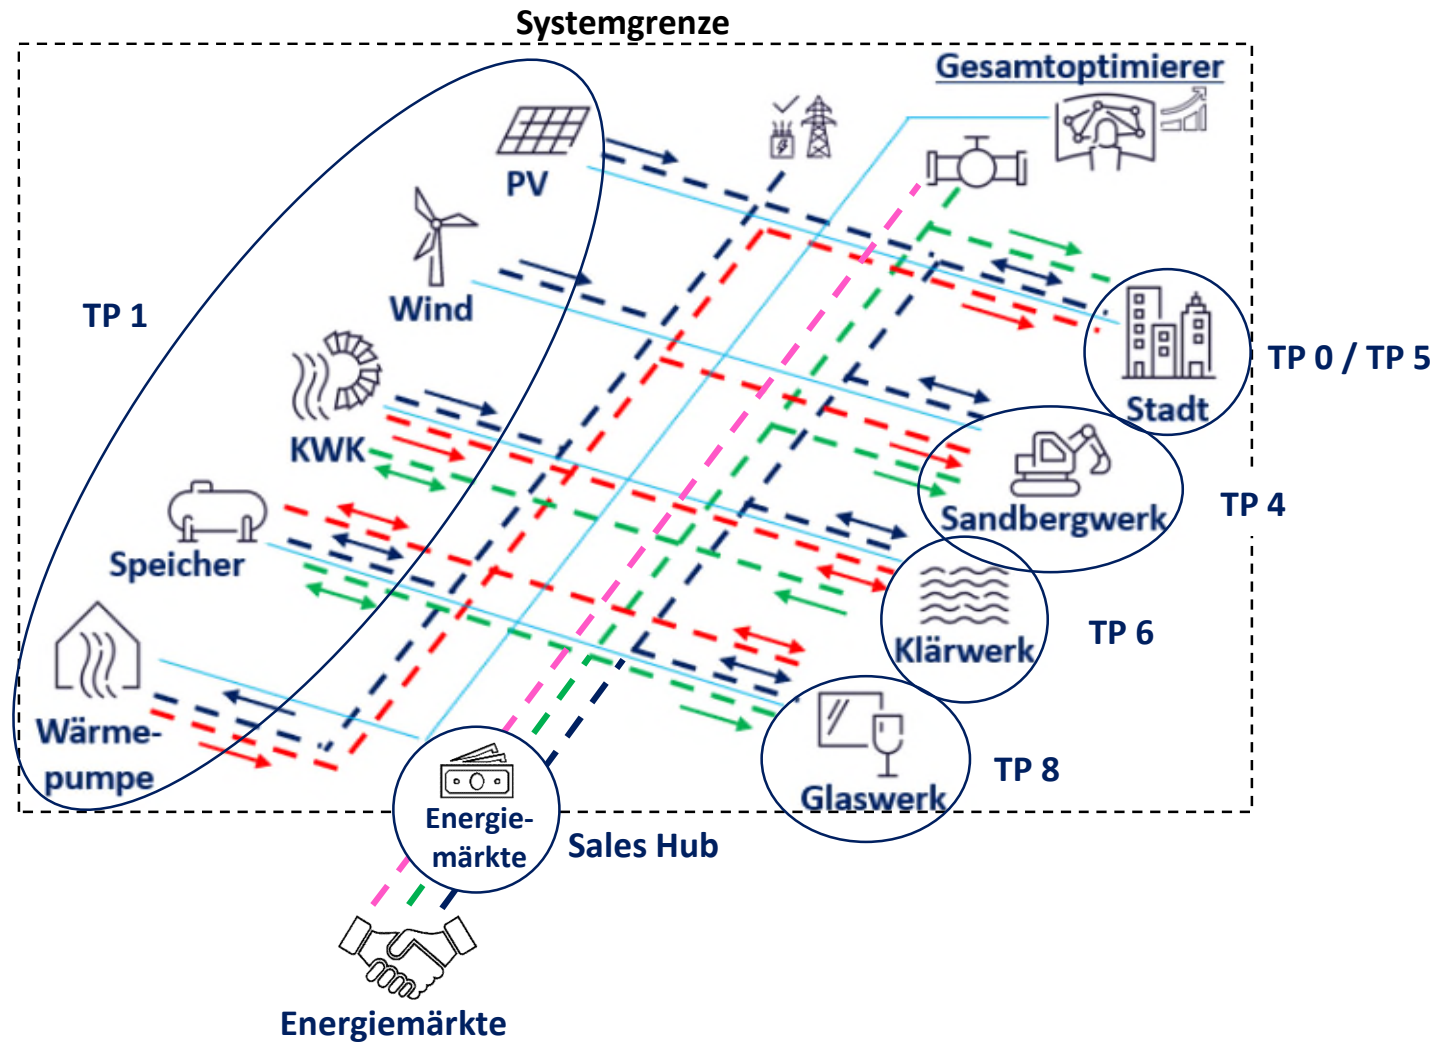 Systemgrenze
Gesamtoptimierer
PV
Wind
TP 1
KWK
Speicher
Wärme-
pumpe
Stadt
TP 0 / TP 5
Sandbergwerk
TP 4
Klärwerk
TP 6
Glaswerk
TP 8
Energie-
märkte
Sales Hub
Energiemärkte